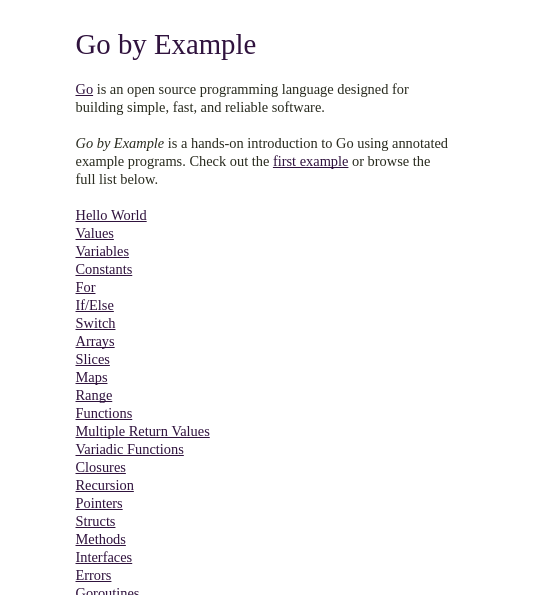 Go by Example
Go is an open source programming language designed for
building simple, fast, and reliable software.
Go by Example is a hands-on introduction to Go using annotated
example programs. Check out the first example or browse the
full list below.
Hello World
Values
Variables
Constants
For
If/Else
Switch
Arrays
Slices
Maps
Range
Functions
Multiple Return Values
Variadic Functions
Closures
Recursion
Pointers
Structs
Methods
Interfaces
Errors
Goroutines